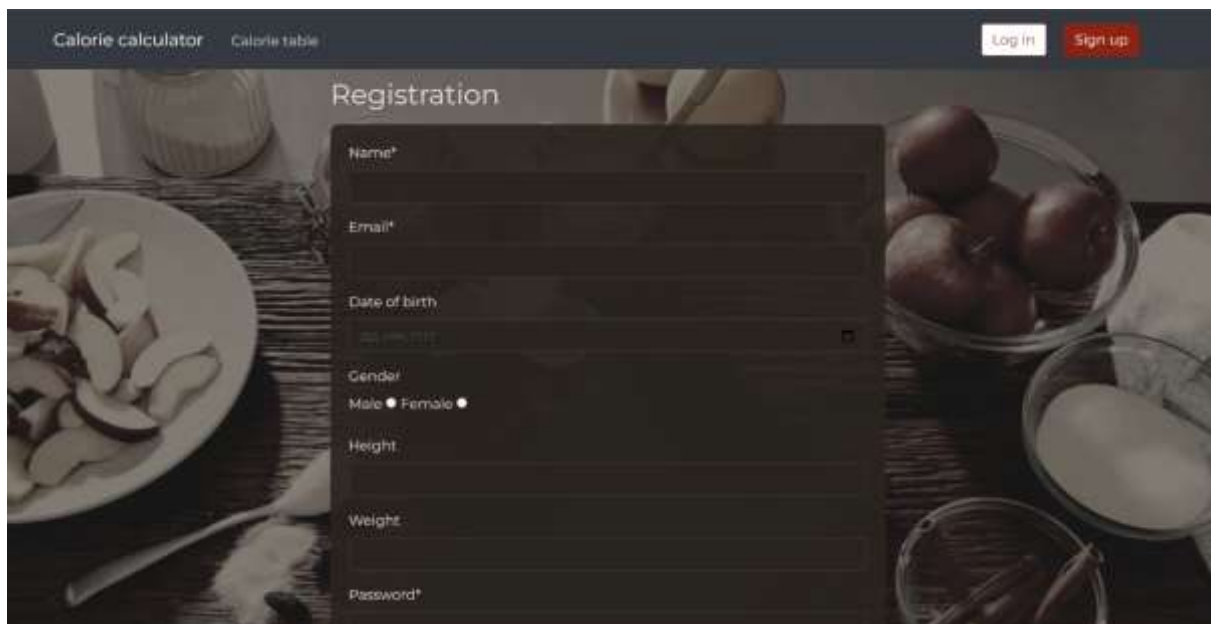 Calorie calculator Calorie table Log in Sign up
Registration
Name*
Email*
Date of birth
Gender
Male Female
Height
Weight
Password*